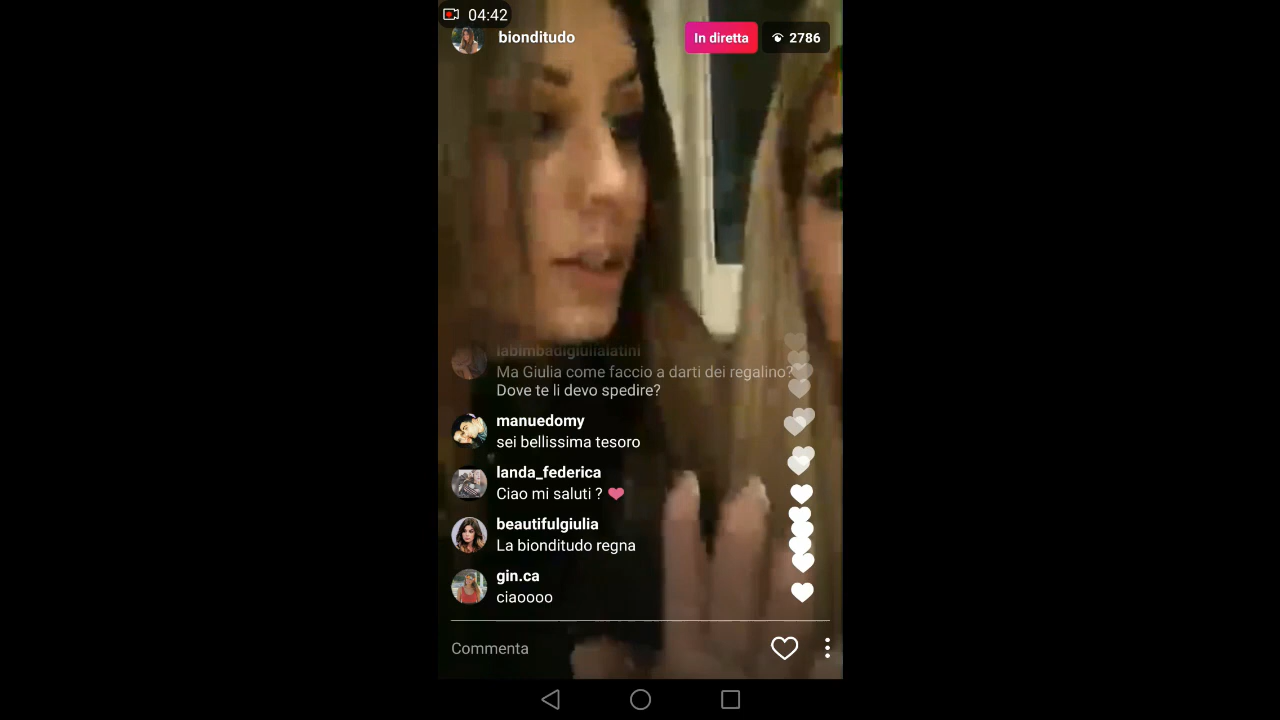 04:42
bionditudo
In diretta
2786
labimbadigiulialatini
Ma Giulia come faccio a darti dei regalino?
Dove te li devo spedire?
manuedomy
sei bellissima tesoro
landa_federica
Ciao mi saluti ?
beautifulgiulia
La bionditudo regna
gin.ca
ciaoooo
Commenta